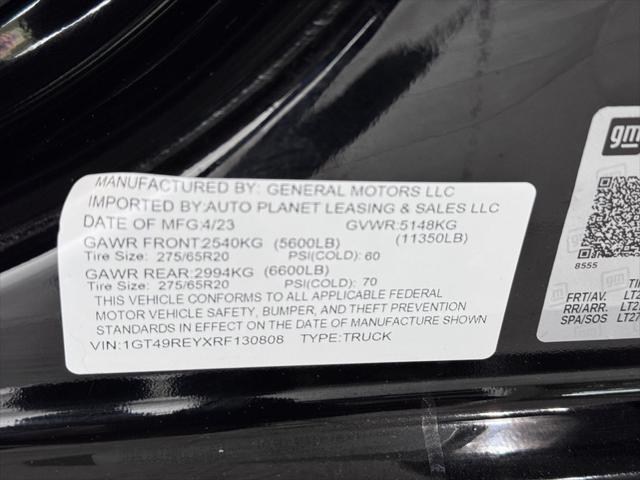 MANUFACTURED BY: GENERAL MOTORS LLC
IMPORTED BY:AUTO PLANET LEASING & SALES LLC
DATE OF MFG:4/23 GVWR:5148KG
GAWR FRONT:2540KG (5600LB) (11350LB)
Tire Size: 275/65R20 PSI(COLD): 60
GAWR REAR:2994KG (6600LB)
Tire Size: 275/65R20 PSI(COLD): 70
THIS VEHICLE CONFORMS TO ALL APPLICABLE FEDERAL
MOTOR VEHICLE SAFETY, BUMPER, AND THEFT PREVENTION
STANDARDS IN EFFECT ON THE DATE OF MANUFACTURE SHOWN
VIN:1GT49REYXRF130808 TYPE:TRUCK
gm
8555
TI
FRT/AV. LT2
RR/ARR. LT2
SPA/SOS LT27